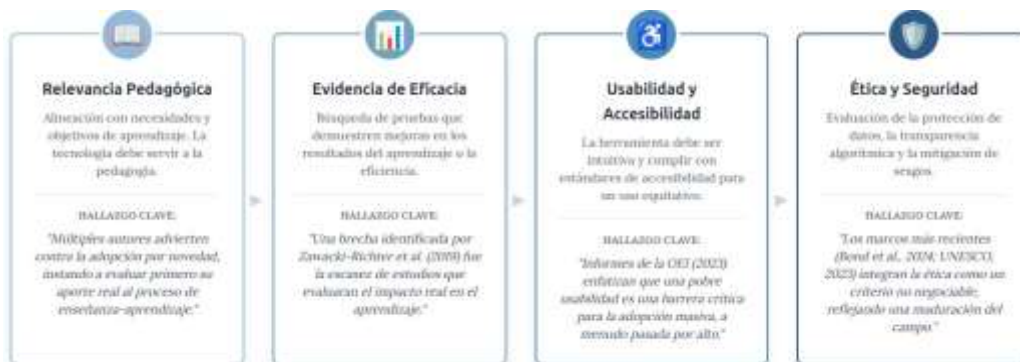 Relevancia Pedagógica
Alineación con necesidades y
objetivos de aprendizaje. La
tecnología debe servir a la
pedagogía.
HALLAZGO CLAVE:
"Múltiples autores advierten
contra la adopción por novedad,
instando a evaluar primero su
aporte real al proceso de
enseñanza-aprendizaje."
Evidencia de Eficacia
Búsqueda de pruebas que
demuestren mejoras en los
resultados del aprendizaje o la
eficiencia.
HALLAZGO CLAVE:
"Una brecha identificada por
Zawacki-Richter et al. (2019) fue
la escasez de estudios que
evaluaran el impacto real en el
aprendizaje."
Usabilidad y
Accesibilidad
La herramienta debe ser
intuitiva y cumplir con
estándares de accesibilidad para
un uso equitativo.
HALLAZGO CLAVE:
"Informes de la OEI (2023)
enfatizan que una pobre
usabilidad es una barrera crítica
para la adopción masiva, a
menudo pasada por alto."
Ética y Seguridad
Evaluación de la protección de
datos, la transparencia
algorítmica y la mitigación de
sesgos.
HALLAZGO CLAVE:
"Los marcos más recientes
(Bond et al., 2024; UNESCO,
2023) integran la ética como un
criterio no negociable,
reflejando una maduración del
campo."